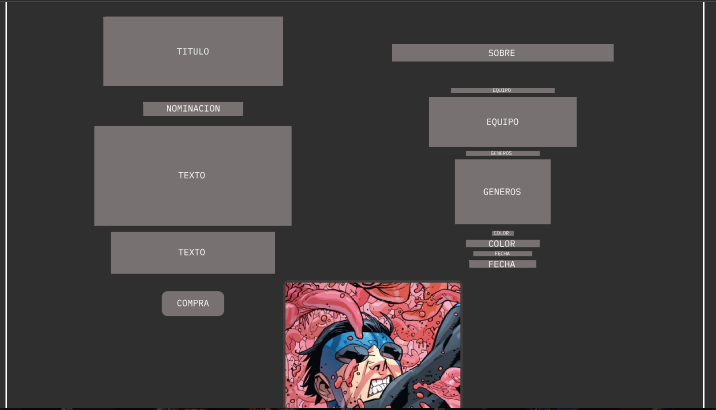 TITULO
NOMINACION
TEXTO
TEXTO
COMPRA
SOBRE
EQUIPO
EQUIPO
GENEROS
GENEROS
COLOR
COLOR
FECHA
FECHA